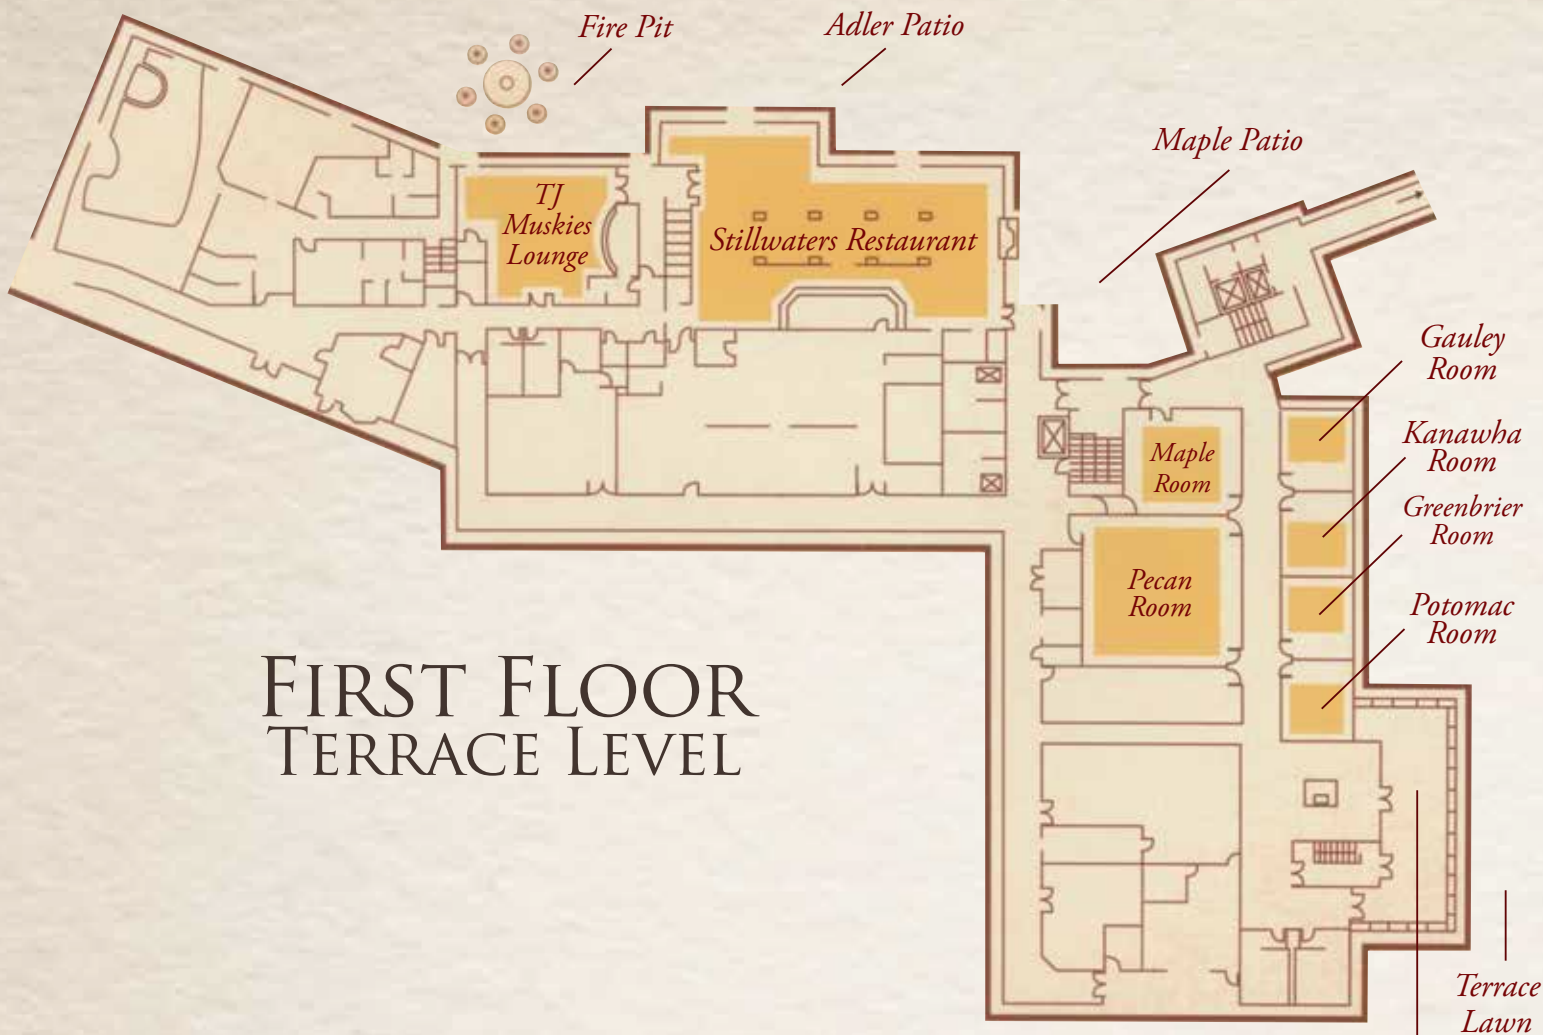 Fire Pit
Adler Patio
Maple Patio
TJ
Muskies
Lounge
Stillwaters Restaurant
Gauley
Room
Kanawha
Room
Maple
Room
Greenbrier
Room
Pecan
Room
Potomac
Room
FIRST FLOOR
TERRACE LEVEL
Terrace
Lawn